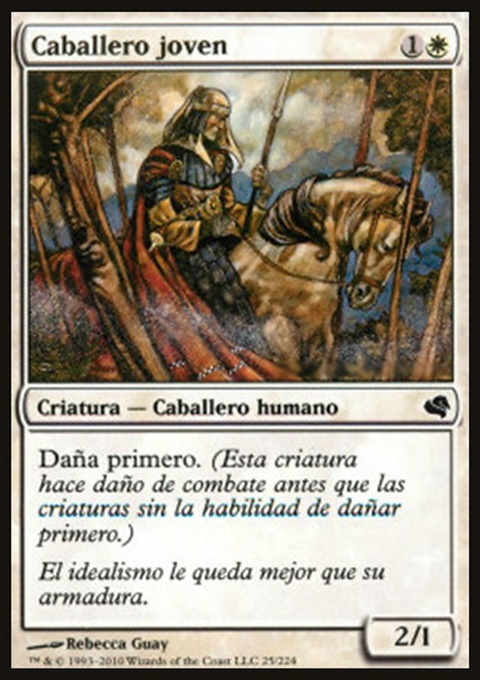 Caballero joven 1
Criatura — Caballero humano
Daña primero. (Esta criatura
hace daño de combate antes que las
criaturas sin la habilidad de dañar
primero.)
El idealismo le queda mejor que su
armadura.
Rebecca Guay
2/1
™ & © 1993–2010 Wizards of the Coast LLC 25/224